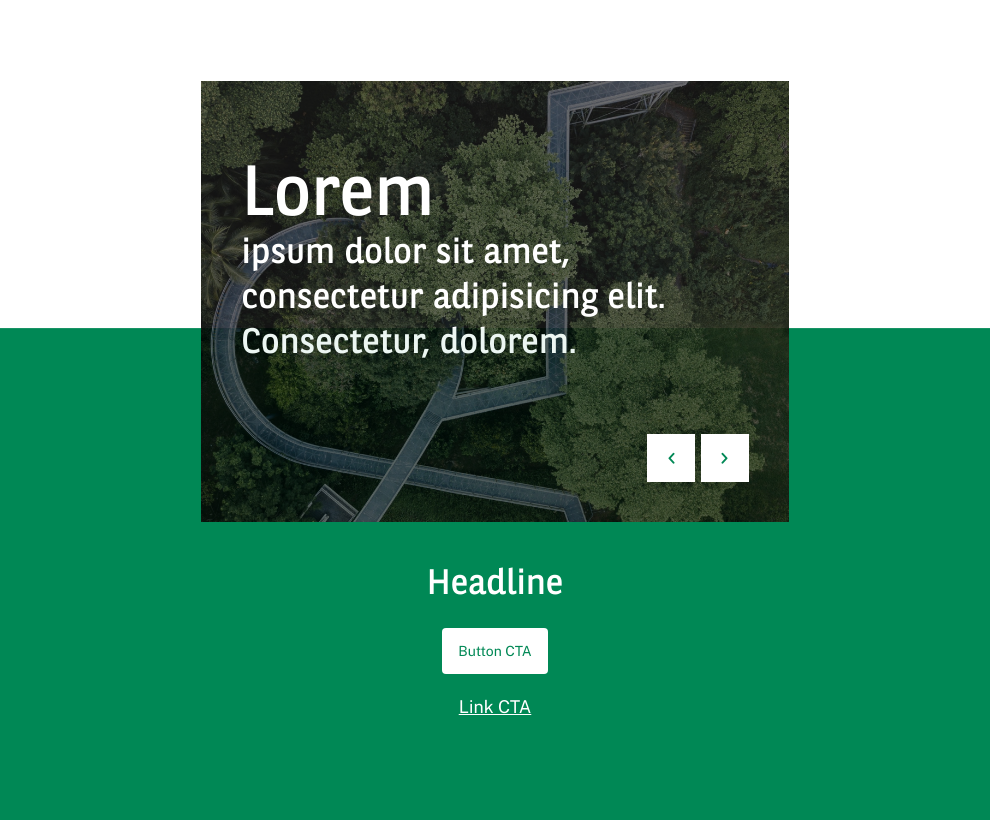 Lorem
ipsum dolor sit amet,
consectetur adipisicing elit.
Consectetur, dolorem.
Headline
Button CTA
Link CTA